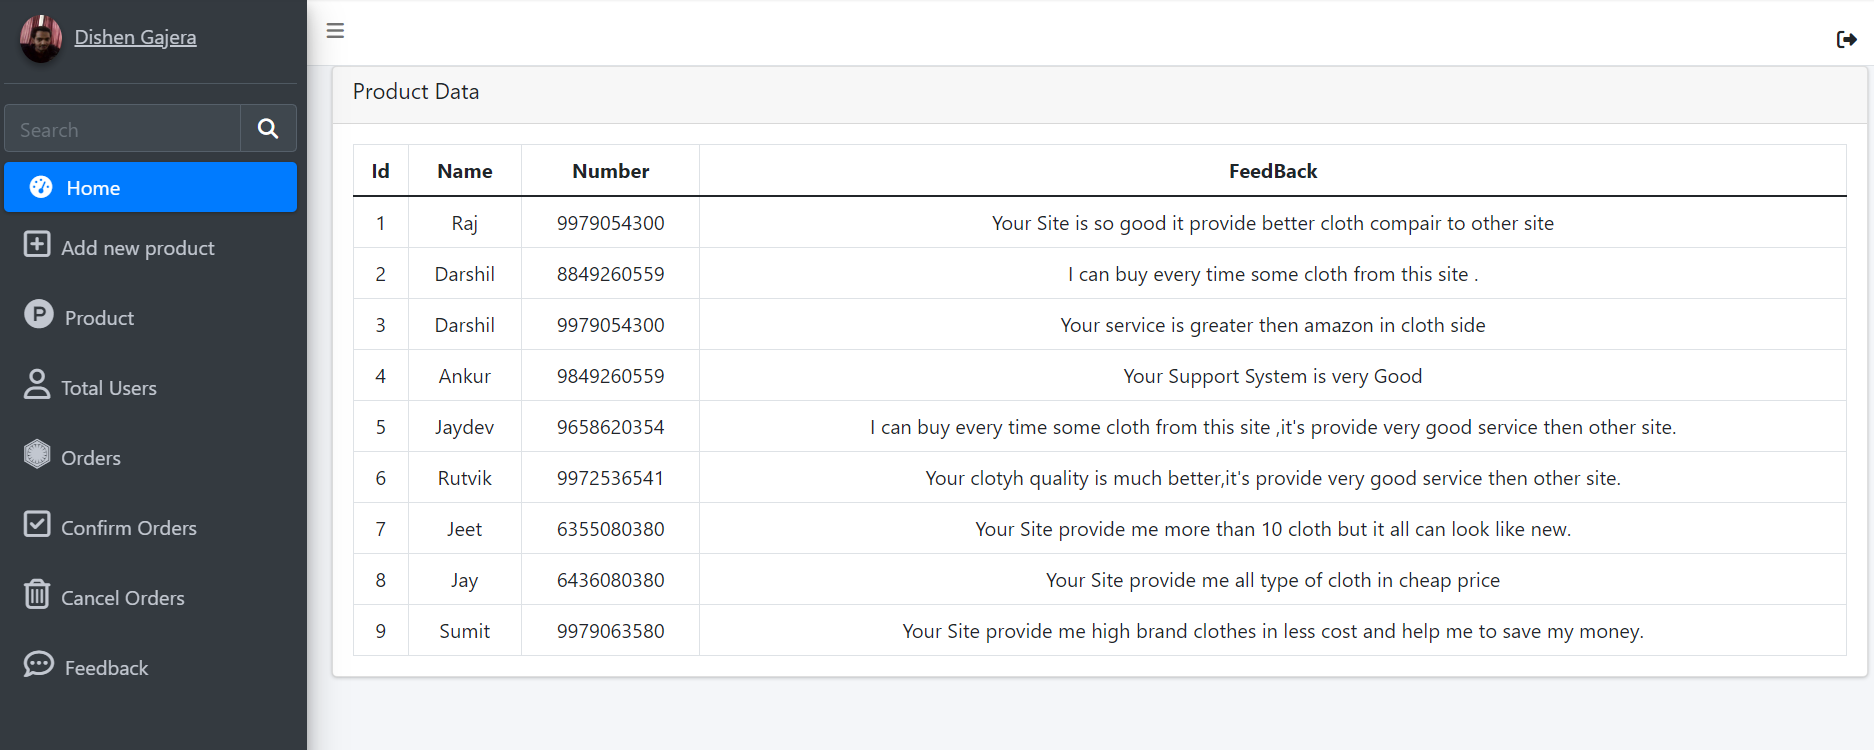 Dishen Gajera
Search
Home
Add new product
P
Product
Total Users
Orders
Confirm Orders
Cancel Orders
Feedback
Product Data
Id Name Number FeedBack
1 Raj 9979054300 Your Site is so good it provide better cloth compair to other site
2 Darshil 8849260559 I can buy every time some cloth from this site .
3 Darshil 9979054300 Your service is greater then amazon in cloth side
4 Ankur 9849260559 Your Support System is very Good
5 Jaydev 9658620354 I can buy every time some cloth from this site ,it's provide very good service then other site.
6 Rutvik 9972536541 Your clotyh quality is much better,it's provide very good service then other site.
7 Jeet 6355080380 Your Site provide me more than 10 cloth but it all can look like new.
8 Jay 6436080380 Your Site provide me all type of cloth in cheap price
9 Sumit 9979063580 Your Site provide me high brand clothes in less cost and help me to save my money.